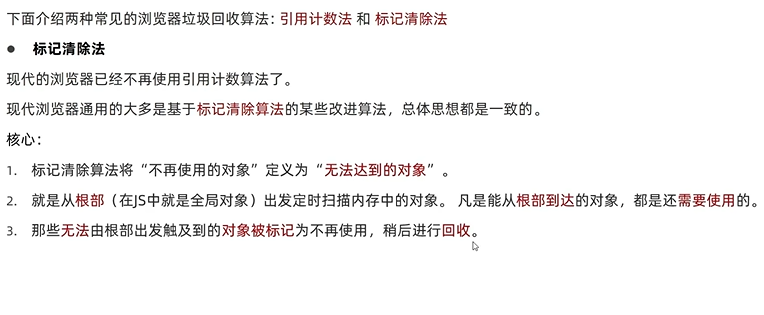 下面介绍两种常见的浏览器垃圾回收算法: 引用计数法 和 标记清除法
● 标记清除法
现代的浏览器已经不再使用引用计数算法了。
现代浏览器通用的大多是基于标记清除算法的某些改进算法，总体思想都是一致的。
核心：
1. 标记清除算法将“不再使用的对象”定义为“无法达到的对象”。
2. 就是从根部（在JS中就是全局对象）出发定时扫描内存中的对象。 凡是能从根部到达的对象，都是还需要使用的。
3. 那些无法由根部出发触及到的对象被标记为不再使用，稍后进行回收。